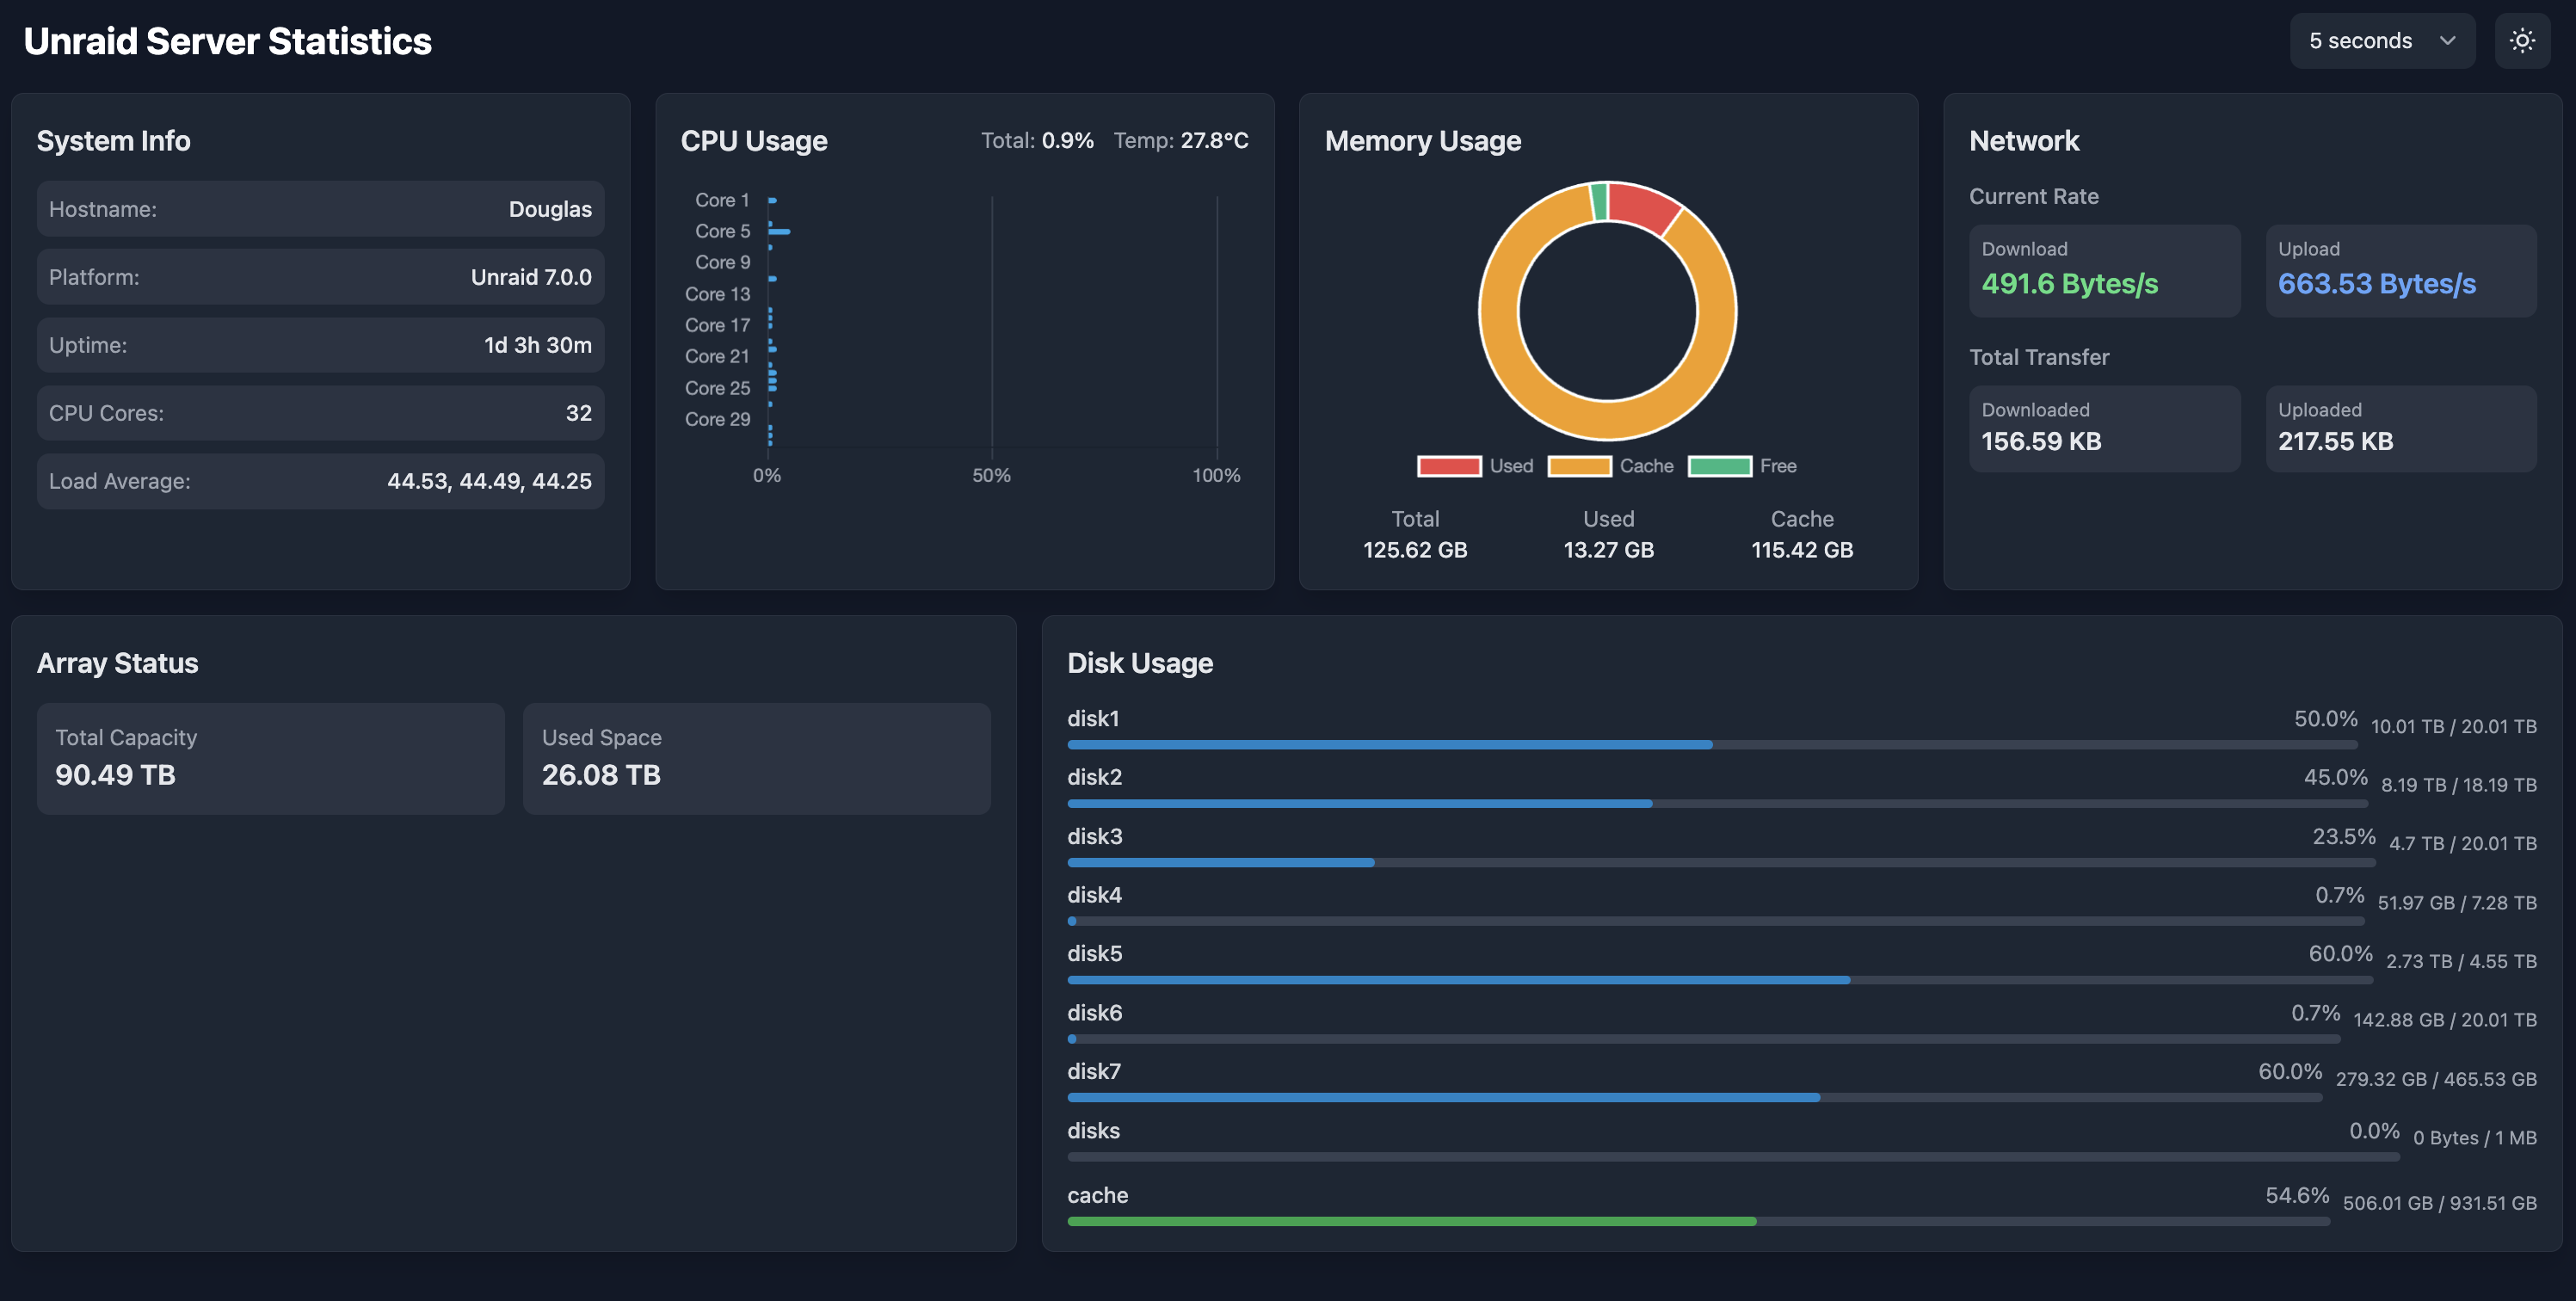 Unraid Server Statistics
5 seconds
System Info
Hostname: Douglas
Platform: Unraid 7.0.0
Uptime: 1d 3h 30m
CPU Cores: 32
Load Average: 44.53, 44.49, 44.25
CPU Usage
Total: 0.9% Temp: 27.8°C
Core 1
Core 5
Core 9
Core 13
Core 17
Core 21
Core 25
Core 29
0% 50% 100%
Memory Usage
Used Cache Free
Total Used Cache
125.62 GB 13.27 GB 115.42 GB
Network
Current Rate
Download
491.6 Bytes/s
Upload
663.53 Bytes/s
Total Transfer
Downloaded
156.59 KB
Uploaded
217.55 KB
Array Status
Total Capacity
90.49 TB
Used Space
26.08 TB
Disk Usage
disk1 50.0% 10.01 TB / 20.01 TB
disk2 45.0% 8.19 TB / 18.19 TB
disk3 23.5% 4.7 TB / 20.01 TB
disk4 0.7% 51.97 GB / 7.28 TB
disk5 60.0% 2.73 TB / 4.55 TB
disk6 0.7% 142.88 GB / 20.01 TB
disk7 60.0% 279.32 GB / 465.53 GB
disks 0.0% 0 Bytes / 1 MB
cache 54.6% 506.01 GB / 931.51 GB